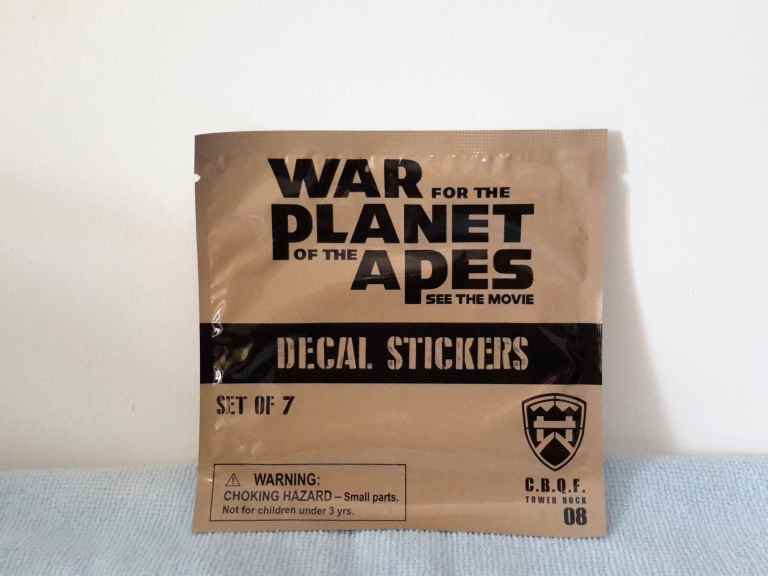 WAR FOR THE
PLANET
OF THE APES
SEE THE MOVIE
DECAL STICKERS
SET OF 7
WARNING:
CHOKING HAZARD – Small parts.
Not for children under 3 yrs.
C.B.Q.F.
TOWER ROCK
08